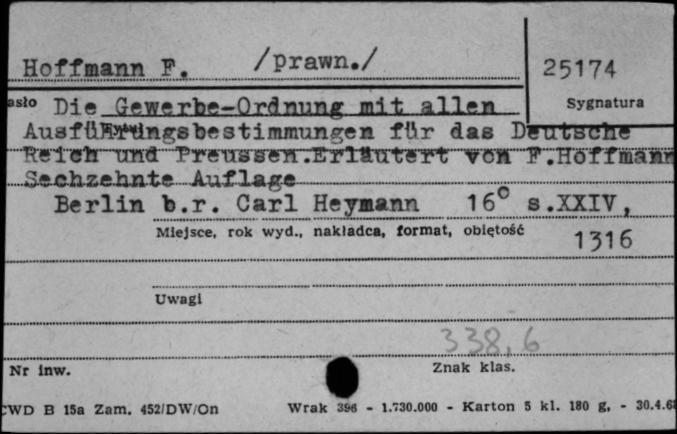 Hoffmann F. /prawn./ 25174
asło Die Gewerbe-Ordnung mit allen Sygnatura
Ausführungsbestimmungen für das Deutsche
Reich und Preussen.Erläutert von F.Hoffmann
Sechzehnte Auflage
Berlin b.r. Carl Heymann 16° s.XXIV,
Miejsce, rok wyd., nakładca, format, objętość 1316
Uwagi
338,6
Nr inw. Znak klas.
CWD B 15a Zam. 452/DW/On Wrak 396 - 1.730.000 - Karton 5 kl. 180 g, - 30.4.68